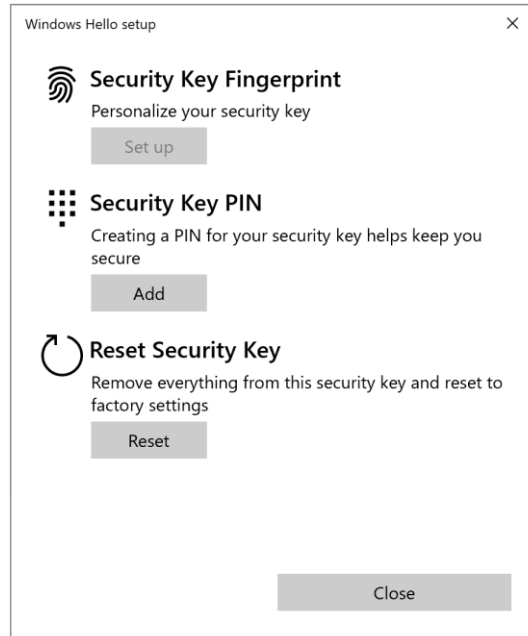 Windows Hello setup
Security Key Fingerprint
Personalize your security key
Set up
Security Key PIN
Creating a PIN for your security key helps keep you
secure
Add
Reset Security Key
Remove everything from this security key and reset to
factory settings
Reset
Close